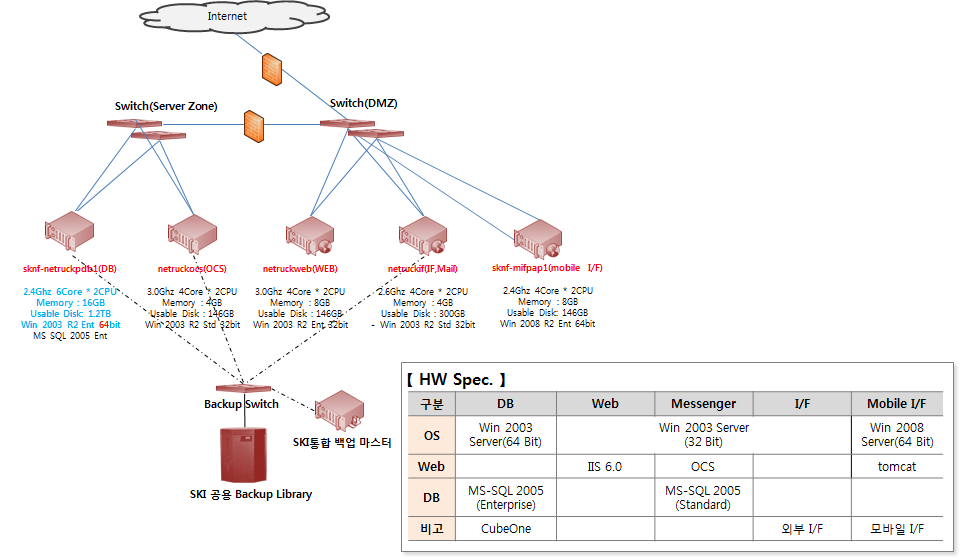 Internet
Switch(Server Zone)
Switch(DMZ)
sknf-netruckpdb1(DB)
2.4Ghz 6Core * 2CPU
Memory : 16GB
Usable Disk: 1.2TB
Win 2003 R2 Ent 64bit
MS SQL 2005 Ent
netruckocs(OCS)
3.0Ghz 4Core * 2CPU
Memory : 4GB
Usable Disk : 146GB
Win 2003 R2 Std 32bit
netruckweb(WEB)
3.0Ghz 4Core * 2CPU
Memory : 8GB
Usable Disk : 146GB
Win 2003 R2 Ent 32bit
netruckif(IF,Mail)
2.6Ghz 4Core * 2CPU
Memory : 4GB
Usable Disk: 300GB
- Win 2003 R2 Std 32bit
sknf-mifpap1(mobile I/F)
2.4Ghz 4Core * 2CPU
Memory : 8GB
Usable Disk: 146GB
Win 2008 R2 Ent 64bit
Backup Switch
SKI통합 백업 마스터
SKI 공용 Backup Library
【 HW Spec. 】
구분 DB Web Messenger I/F Mobile I/F
OS Win 2003 Server(64 Bit) Win 2003 Server (32 Bit) Win 2008 Server(64 Bit)
Web IIS 6.0 OCS tomcat
DB MS-SQL 2005 (Enterprise) MS-SQL 2005 (Standard)
비고 CubeOne 외부 I/F 모바일 I/F